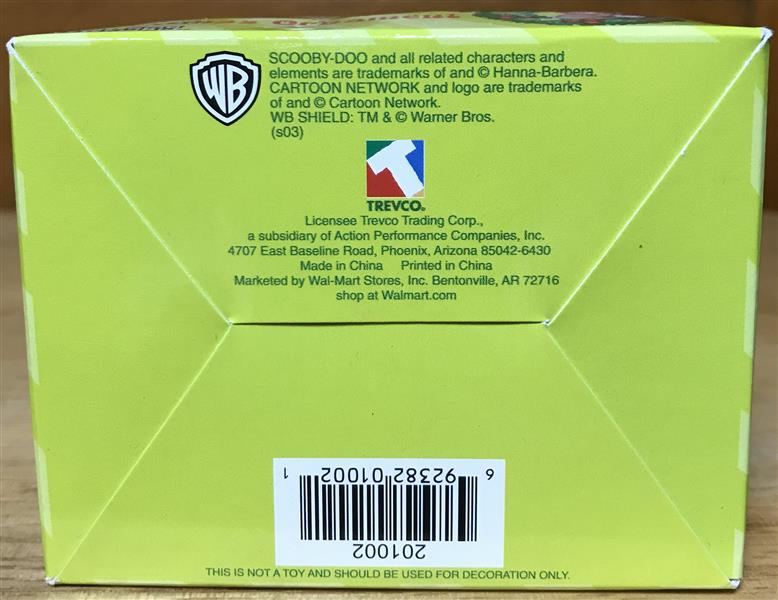 Ornament
WB
SCOOBY-DOO and all related characters and
elements are trademarks of and © Hanna-Barbera.
CARTOON NETWORK and logo are trademarks
of and © Cartoon Network.
WB SHIELD: TM & © Warner Bros.
(s03)
T
TREVCO®
Licensee Trevco Trading Corp.,
a subsidiary of Action Performance Companies, Inc.
4707 East Baseline Road, Phoenix, Arizona 85042-6430
Made in China Printed in China
Marketed by Wal-Mart Stores, Inc. Bentonville, AR 72716
shop at Walmart.com
201002
6 92382 01002 1
THIS IS NOT A TOY AND SHOULD BE USED FOR DECORATION ONLY.